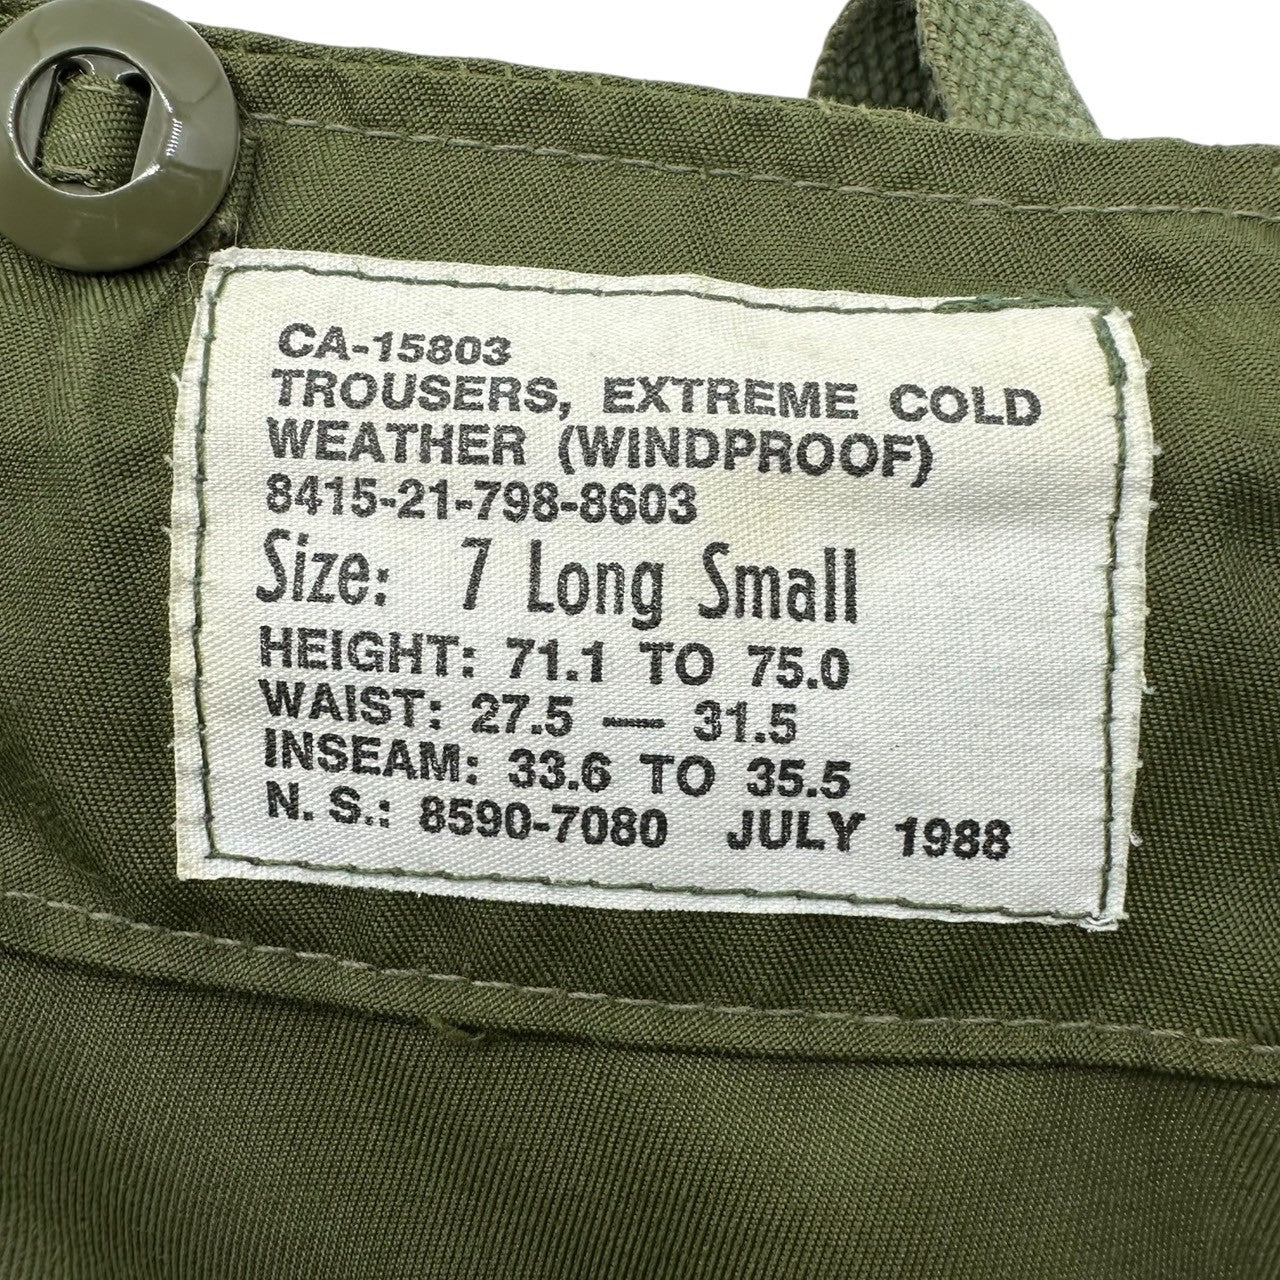 CA-15803
TROUSERS, EXTREME COLD
WEATHER (WINDPROOF)
8415-21-798-8603
Size: 7 Long Small
HEIGHT: 71.1 TO 75.0
WAIST: 27.5 — 31.5
INSEAM: 33.6 TO 35.5
N. S.: 8590-7080 JULY 1988